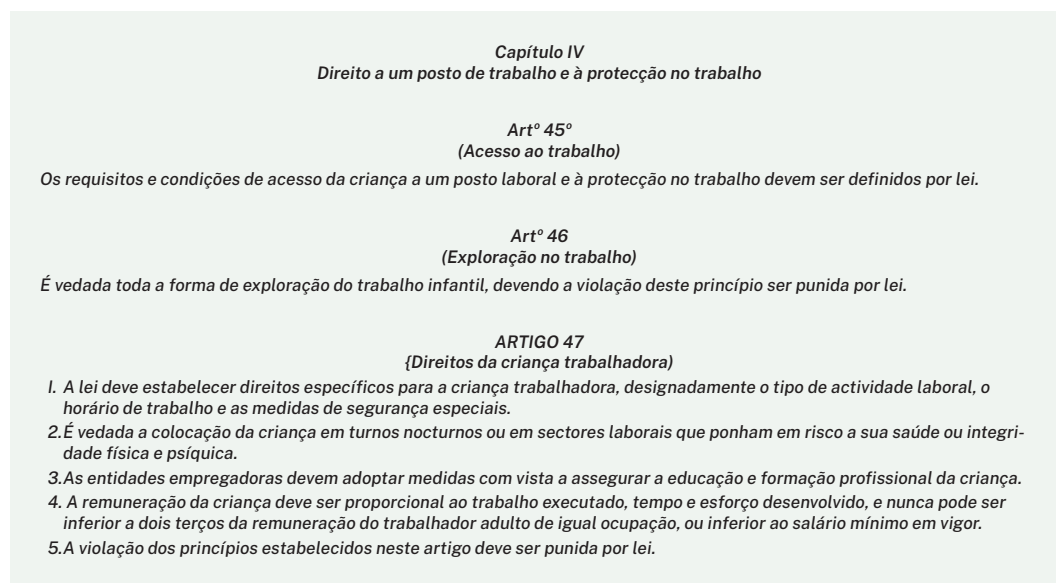 Capítulo IV
Direito a um posto de trabalho e à protecção no trabalho
Artº 45º
(Acesso ao trabalho)
Os requisitos e condições de acesso da criança a um posto laboral e à protecção no trabalho devem ser definidos por lei.
Artº 46
(Exploração no trabalho)
É vedada toda a forma de exploração do trabalho infantil, devendo a violação deste princípio ser punida por lei.
ARTIGO 47
{Direitos da criança trabalhadora)
I. A lei deve estabelecer direitos específicos para a criança trabalhadora, designadamente o tipo de actividade laboral, o
horário de trabalho e as medidas de segurança especiais.
2.É vedada a colocação da criança em turnos nocturnos ou em sectores laborais que ponham em risco a sua saúde ou integri-
dade física e psíquica.
3.As entidades empregadoras devem adoptar medidas com vista a assegurar a educação e formação profissional da criança.
4. A remuneração da criança deve ser proporcional ao trabalho executado, tempo e esforço desenvolvido, e nunca pode ser
inferior a dois terços da remuneração do trabalhador adulto de igual ocupação, ou inferior ao salário mínimo em vigor.
5.A violação dos princípios estabelecidos neste artigo deve ser punida por lei.